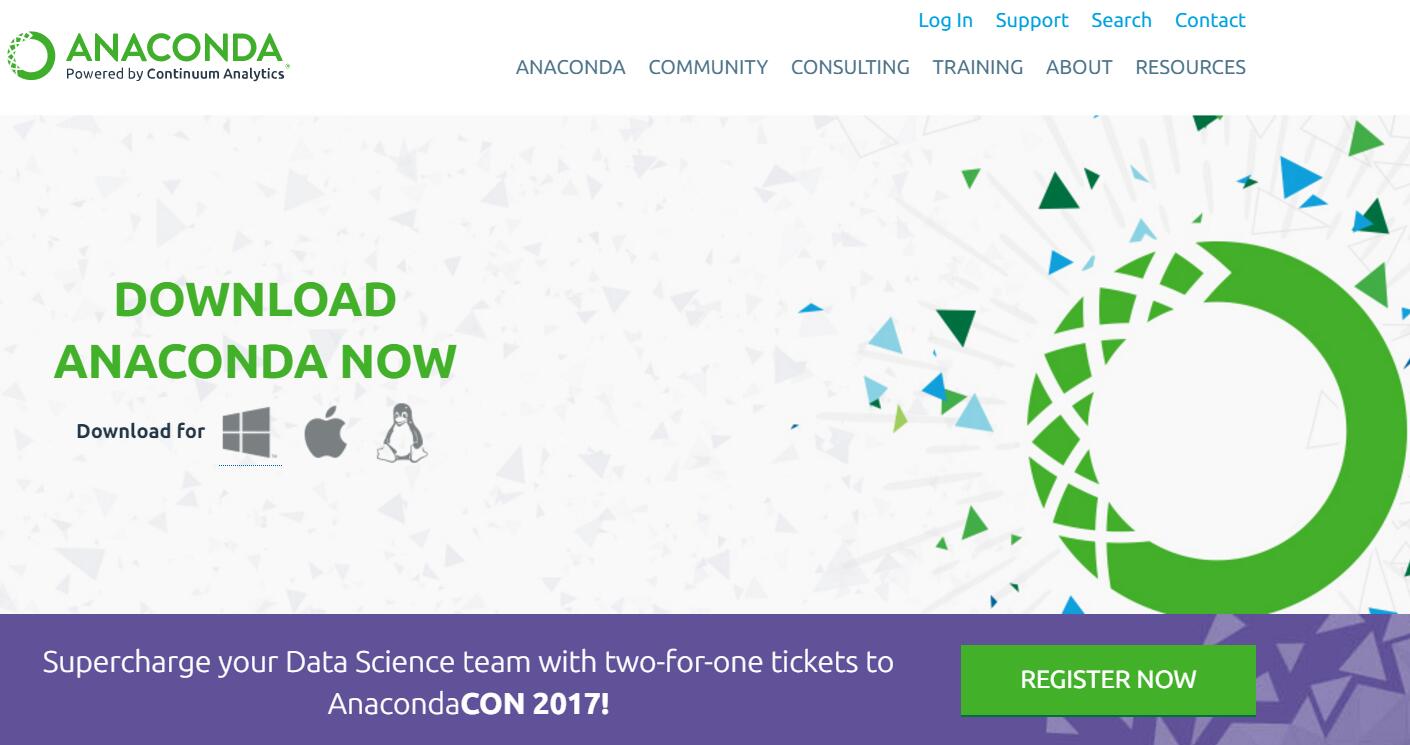 Log In Support Search Contact
ANACONDA
Powered by Continuum Analytics
ANACONDA COMMUNITY CONSULTING TRAINING ABOUT RESOURCES
DOWNLOAD
ANACONDA NOW
Download for
Supercharge your Data Science team with two-for-one tickets to
AnacondaCON 2017!
REGISTER NOW